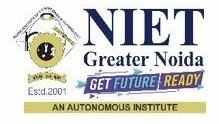 NIET
Greater Noida
GET FUTURE READY
Estd.2001
AN AUTONOMOUS INSTITUTE